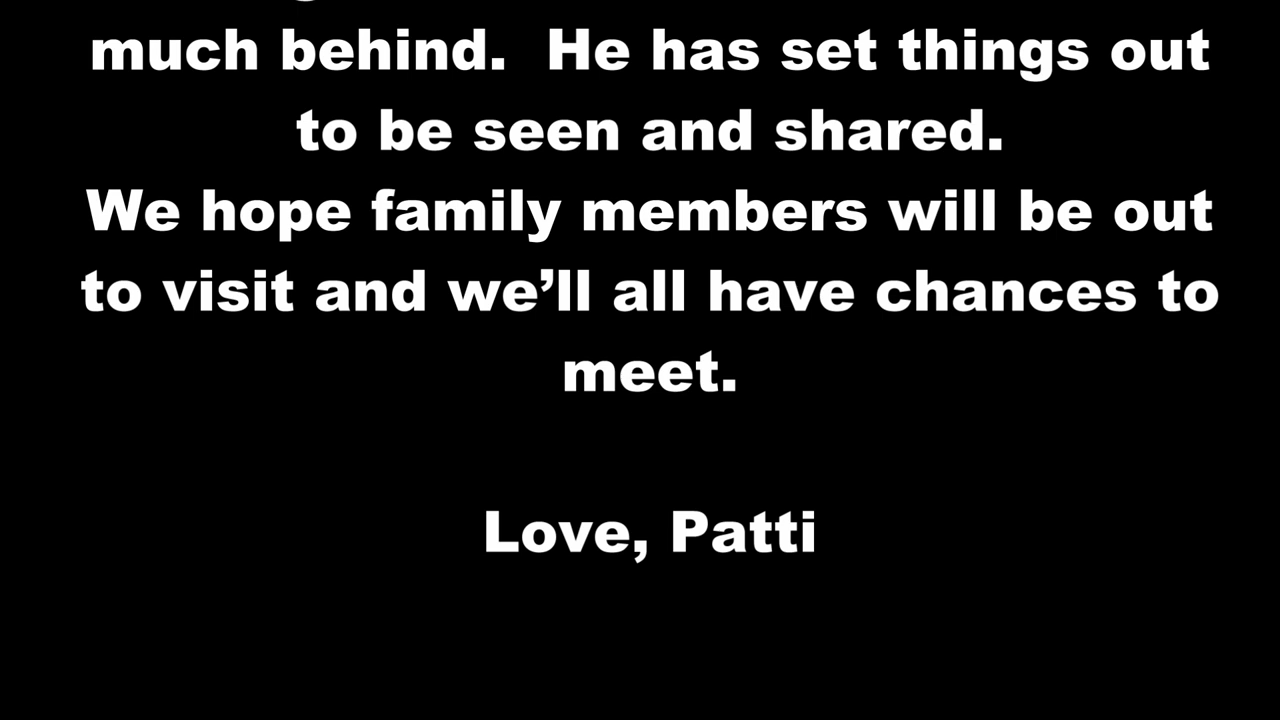 much behind.  He has set things out
to be seen and shared.
We hope family members will be out
to visit and we’ll all have chances to
meet.
Love, Patti